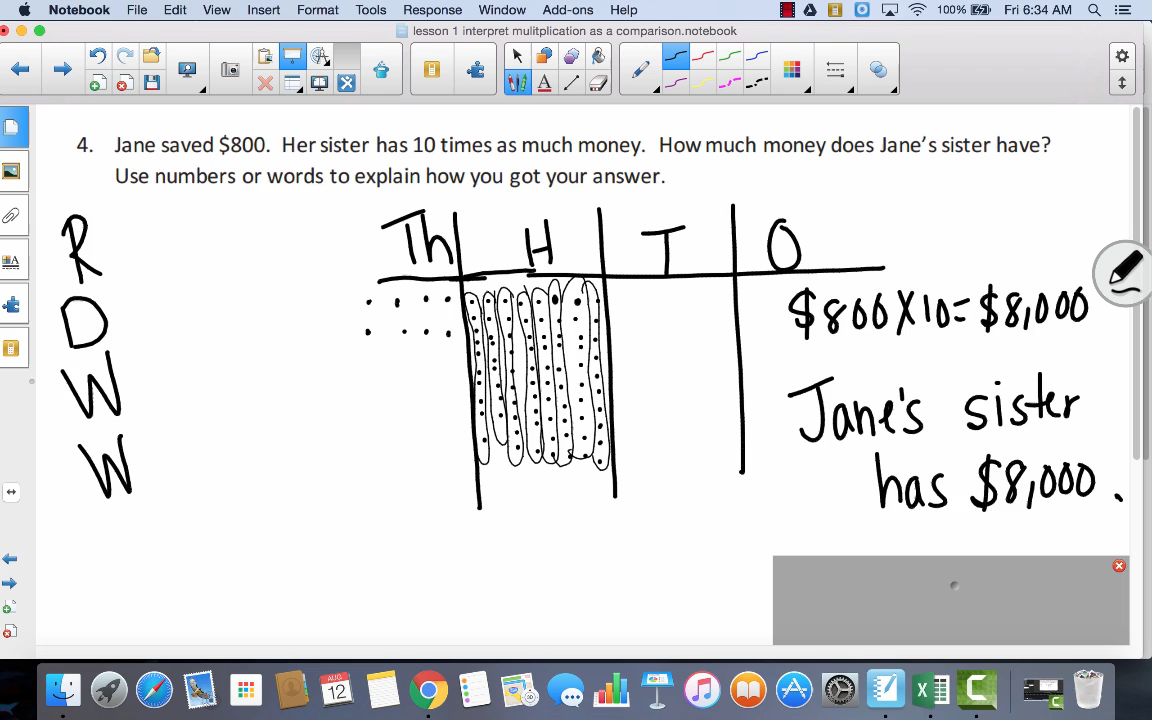 Notebook File Edit View Insert Format Tools Response Window Add-ons Help 100% Fri 6:34 AM
lesson 1 interpret mulitplication as a comparison.notebook
4. Jane saved $800. Her sister has 10 times as much money. How much money does Jane's sister have?
Use numbers or words to explain how you got your answer.
R
Th H T O
D
$800 X 10 = $8,000
W
Jane's sister
W
has $8,000.